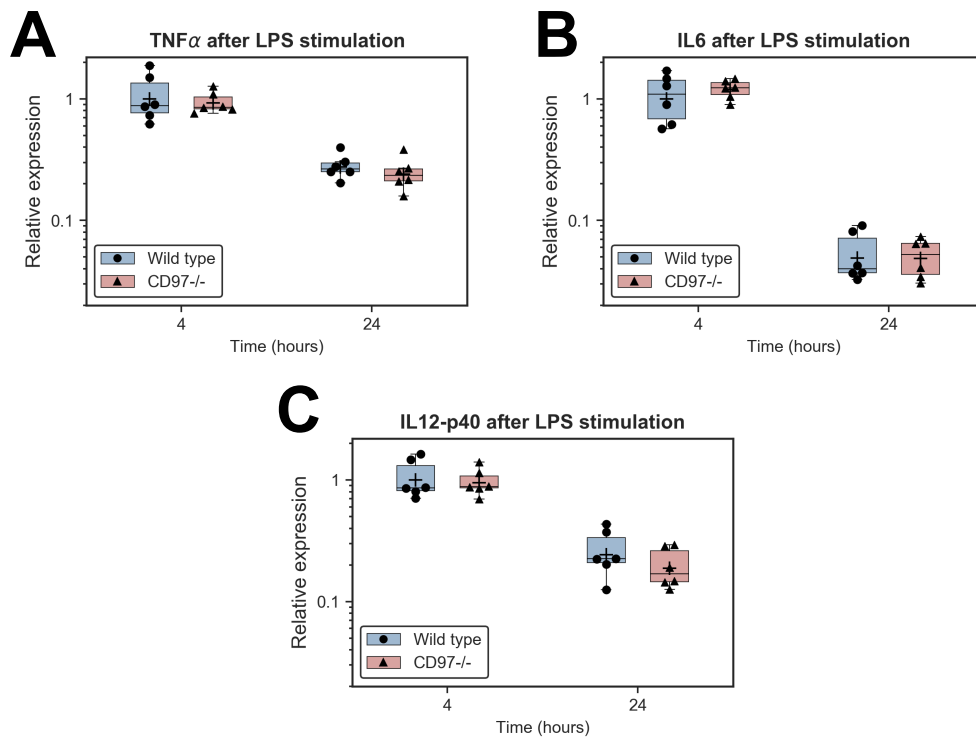 A
TNFα after LPS stimulation
Relative expression
1
0.1
Wild type
CD97-/-
4
24
Time (hours)
B
IL6 after LPS stimulation
Relative expression
1
0.1
Wild type
CD97-/-
4
24
Time (hours)
C
IL12-p40 after LPS stimulation
Relative expression
1
0.1
Wild type
CD97-/-
4
24
Time (hours)